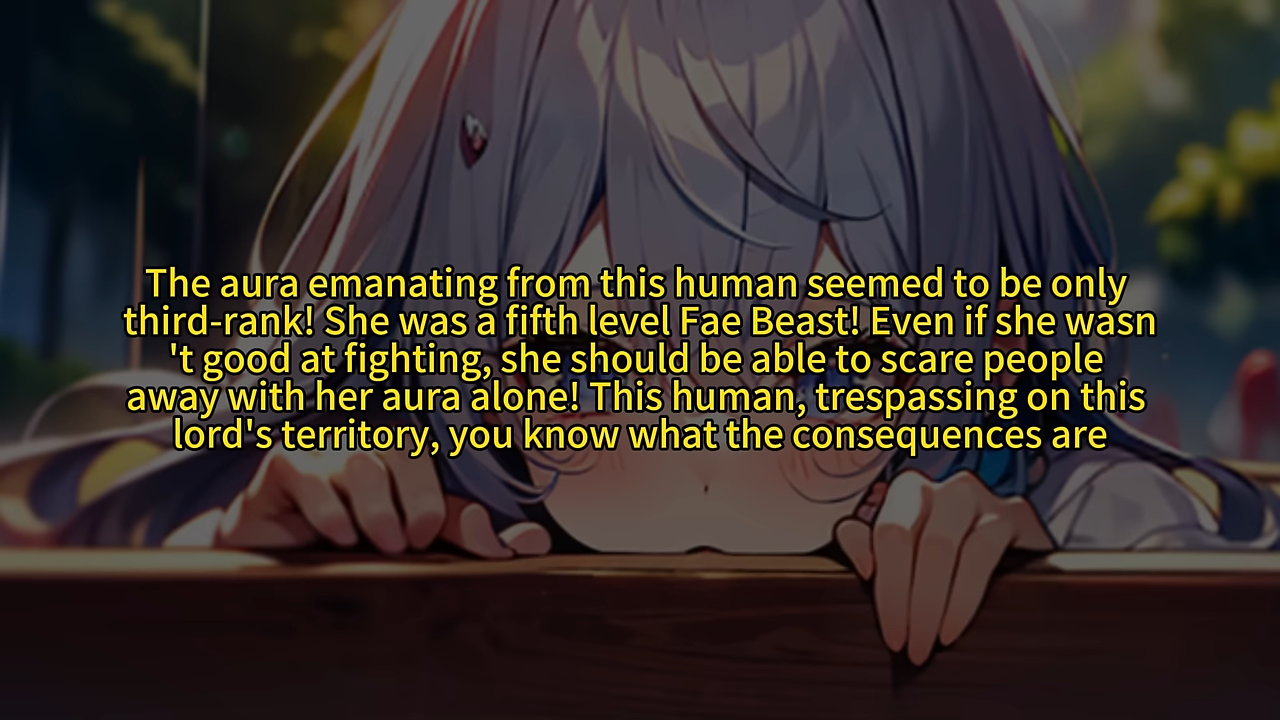 The aura emanating from this human seemed to be only
third-rank! She was a fifth level Fae Beast! Even if she wasn
't good at fighting, she should be able to scare people
away with her aura alone! This human, trespassing on this
lord's territory, you know what the consequences are